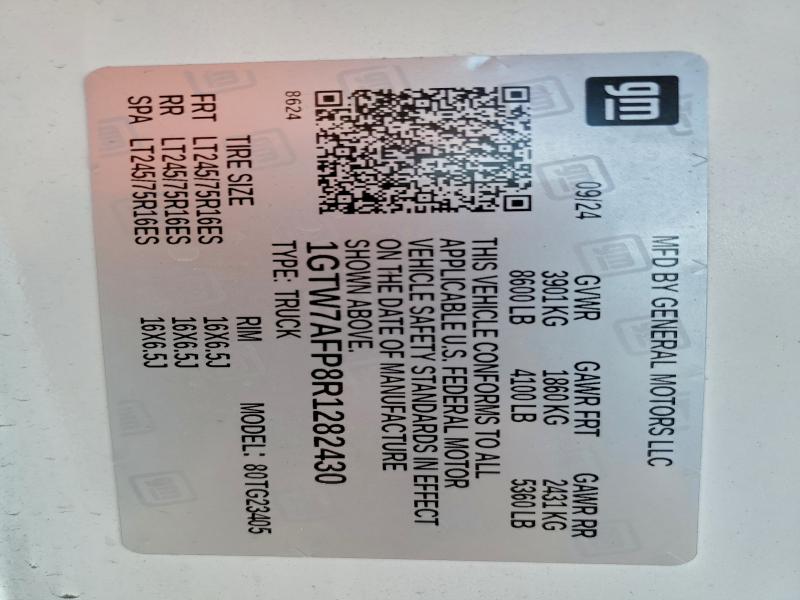 gm
MFD BY GENERAL MOTORS LLC
09/24 GVWR GAWR FRT GAWR RR
3901 KG 1860 KG 2431 KG
8600 LB 4100 LB 5360 LB
THIS VEHICLE CONFORMS TO ALL
APPLICABLE U.S. FEDERAL MOTOR
VEHICLE SAFETY STANDARDS IN EFFECT
ON THE DATE OF MANUFACTURE
SHOWN ABOVE.
1GTW7AFP8R1282430
8624
TYPE: TRUCK MODEL: 80TG23405
TIRE SIZE RIM
FRT LT245/75R16ES 16X6.5J
RR LT245/75R16ES 16X6.5J
SPA LT245/75R16ES 16X6.5J